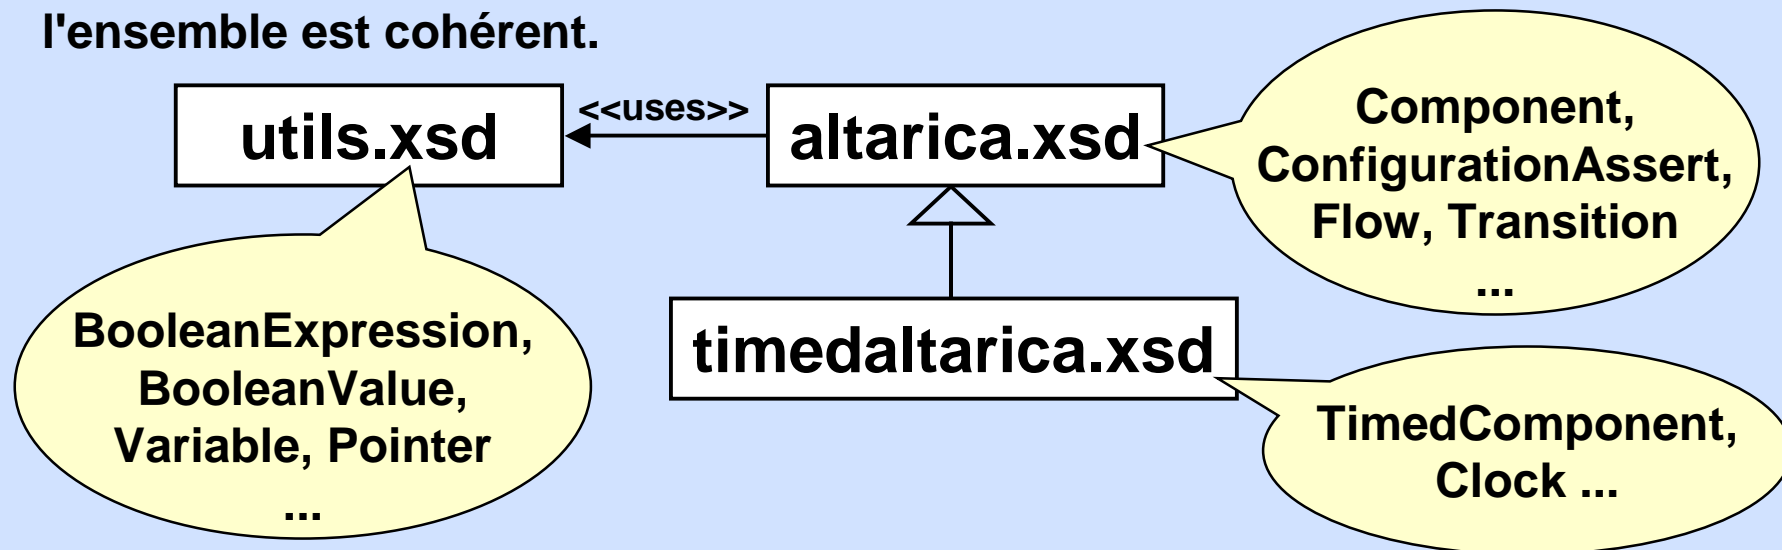 l'ensemble est cohérent.
utils.xsd
<<uses>>
altarica.xsd
Component,
ConfigurationAssert,
Flow, Transition
...
BooleanExpression,
BooleanValue,
Variable, Pointer
...
timedaltarica.xsd
TimedComponent,
Clock ...